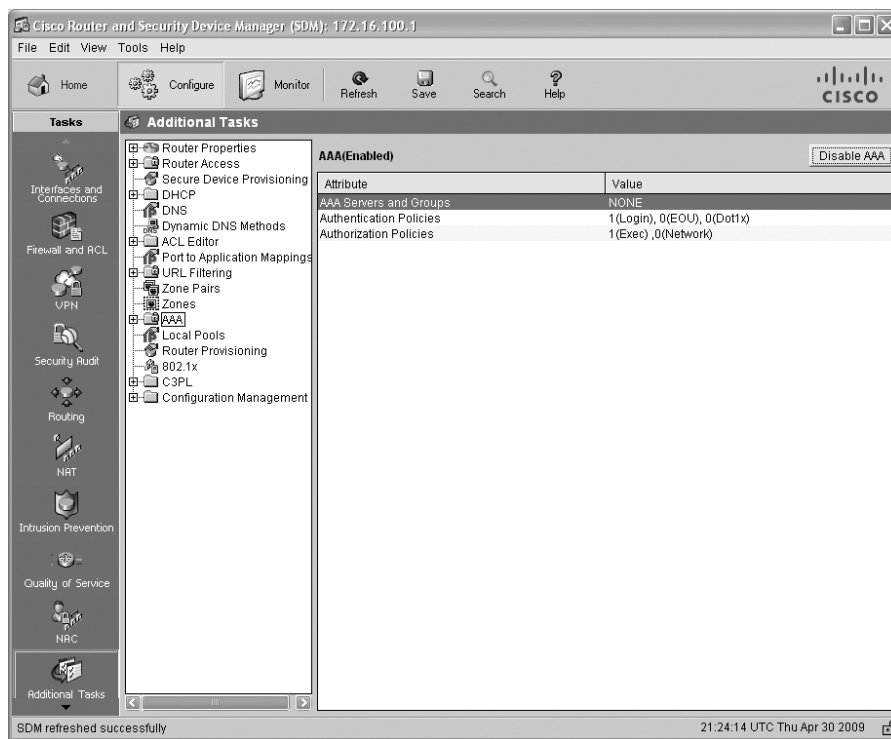 Cisco Router and Security Device Manager (SDM): 172.16.100.1
File Edit View Tools Help
Home Configure Monitor Refresh Save Search Help
CISCO
Tasks
Additional Tasks
Interfaces and
Connections
Firewall and ACL
VPN
Security Audit
Routing
NAT
Intrusion Prevention
Quality of Service
NAC
Additional Tasks
Router Properties
Router Access
Secure Device Provisioning
DHCP
DNS
Dynamic DNS Methods
ACL Editor
Port to Application Mappings
URL Filtering
Zone Pairs
Zones
AAA
Local Pools
Router Provisioning
802.1x
C3PL
Configuration Management
AAA(Enabled)
Disable AAA
Attribute Value
AAA Servers and Groups NONE
Authentication Policies 1(Login), 0(EOU), 0(Dot1x)
Authorization Policies 1(Exec) ,0(Network)
SDM refreshed successfully
21:24:14 UTC Thu Apr 30 2009